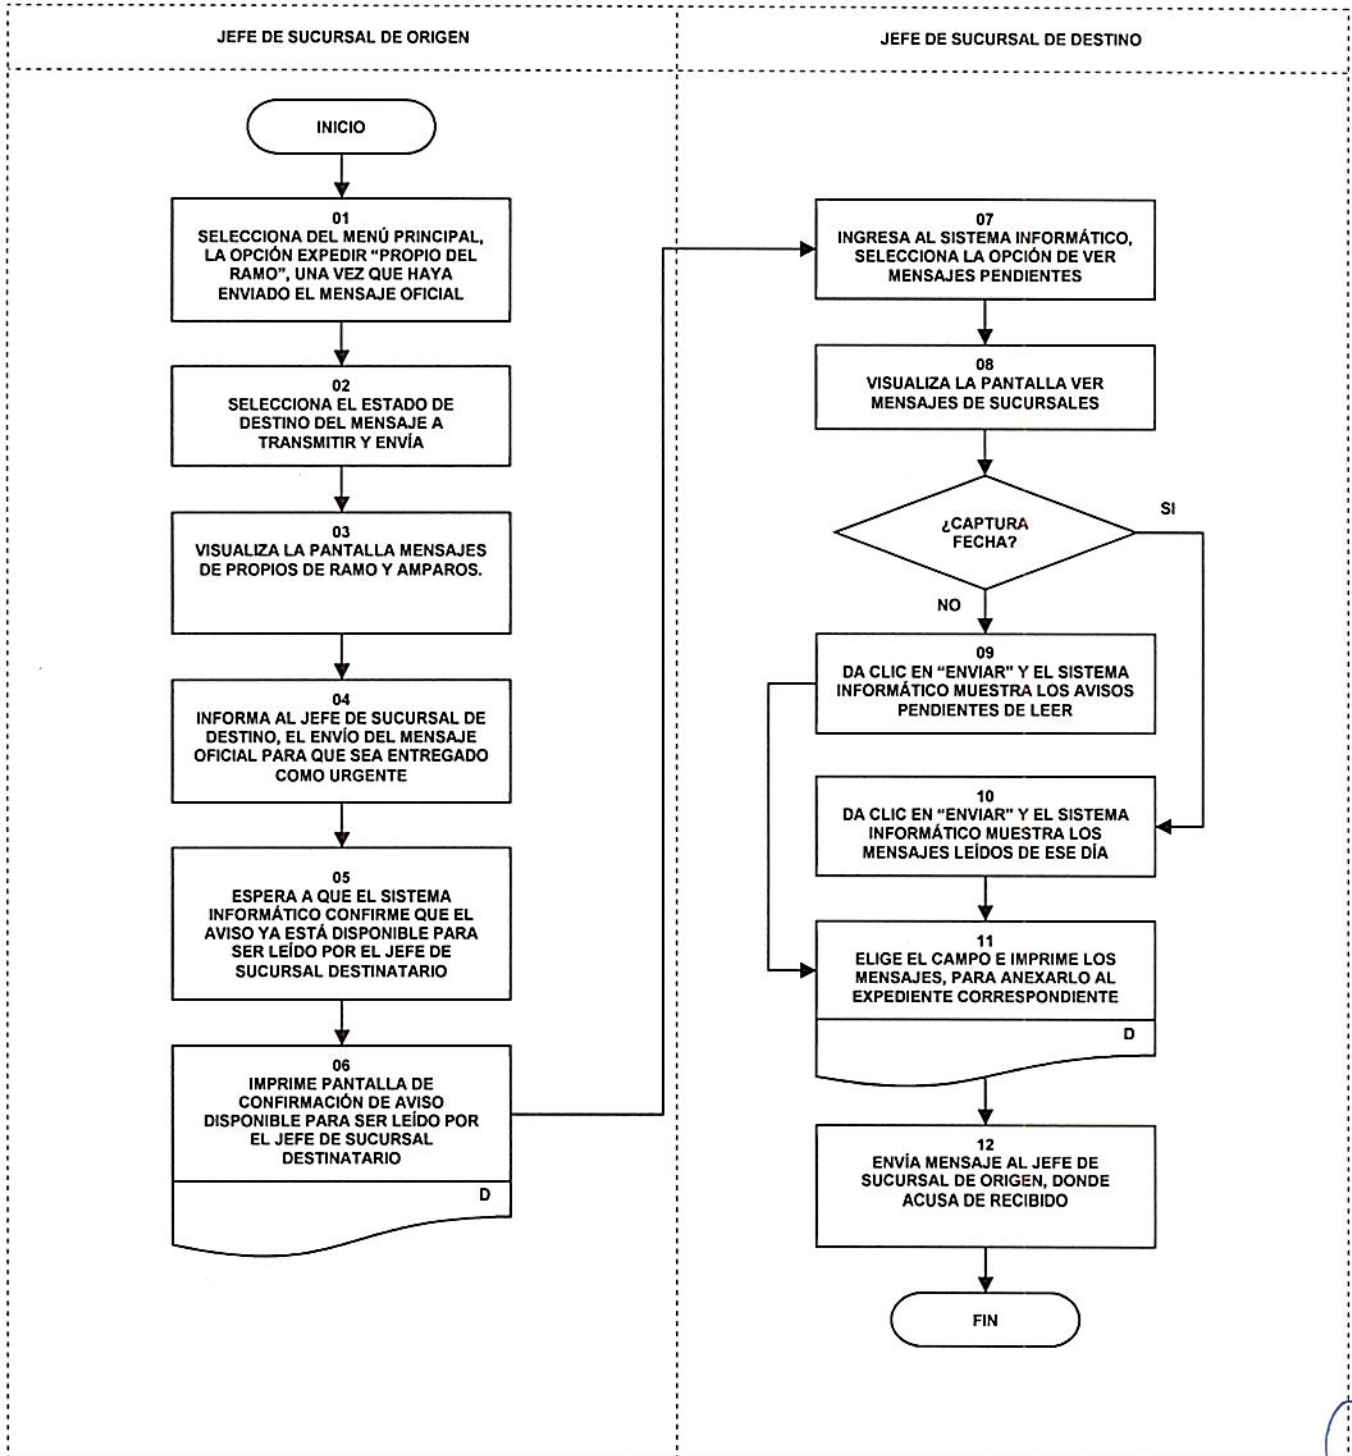 JEFE DE SUCURSAL DE ORIGEN
INICIO
01
SELECCIONA DEL MENÚ PRINCIPAL,
LA OPCIÓN EXPEDIR “PROPIO DEL
RAMO”, UNA VEZ QUE HAYA
ENVIADO EL MENSAJE OFICIAL
02
SELECCIONA EL ESTADO DE
DESTINO DEL MENSAJE A
TRANSMITIR Y ENVÍA
03
VISUALIZA LA PANTALLA MENSAJES
DE PROPIOS DE RAMO Y AMPAROS.
04
INFORMA AL JEFE DE SUCURSAL DE
DESTINO, EL ENVÍO DEL MENSAJE
OFICIAL PARA QUE SEA ENTREGADO
COMO URGENTE
05
ESPERA A QUE EL SISTEMA
INFORMÁTICO CONFIRME QUE EL
AVISO YA ESTÁ DISPONIBLE PARA
SER LEÍDO POR EL JEFE DE
SUCURSAL DESTINATARIO
06
IMPRIME PANTALLA DE
CONFIRMACIÓN DE AVISO
DISPONIBLE PARA SER LEÍDO POR
EL JEFE DE SUCURSAL
DESTINATARIO
D
JEFE DE SUCURSAL DE DESTINO
07
INGRESA AL SISTEMA INFORMÁTICO,
SELECCIONA LA OPCIÓN DE VER
MENSAJES PENDIENTES
08
VISUALIZA LA PANTALLA VER
MENSAJES DE SUCURSALES
¿CAPTURA
FECHA?
SI
NO
09
DA CLIC EN “ENVIAR” Y EL SISTEMA
INFORMÁTICO MUESTRA LOS AVISOS
PENDIENTES DE LEER
10
DA CLIC EN “ENVIAR” Y EL SISTEMA
INFORMÁTICO MUESTRA LOS
MENSAJES LEÍDOS DE ESE DÍA
11
ELIGE EL CAMPO E IMPRIME LOS
MENSAJES, PARA ANEXARLO AL
EXPEDIENTE CORRESPONDIENTE
D
12
ENVÍA MENSAJE AL JEFE DE
SUCURSAL DE ORIGEN, DONDE
ACUSA DE RECIBIDO
FIN